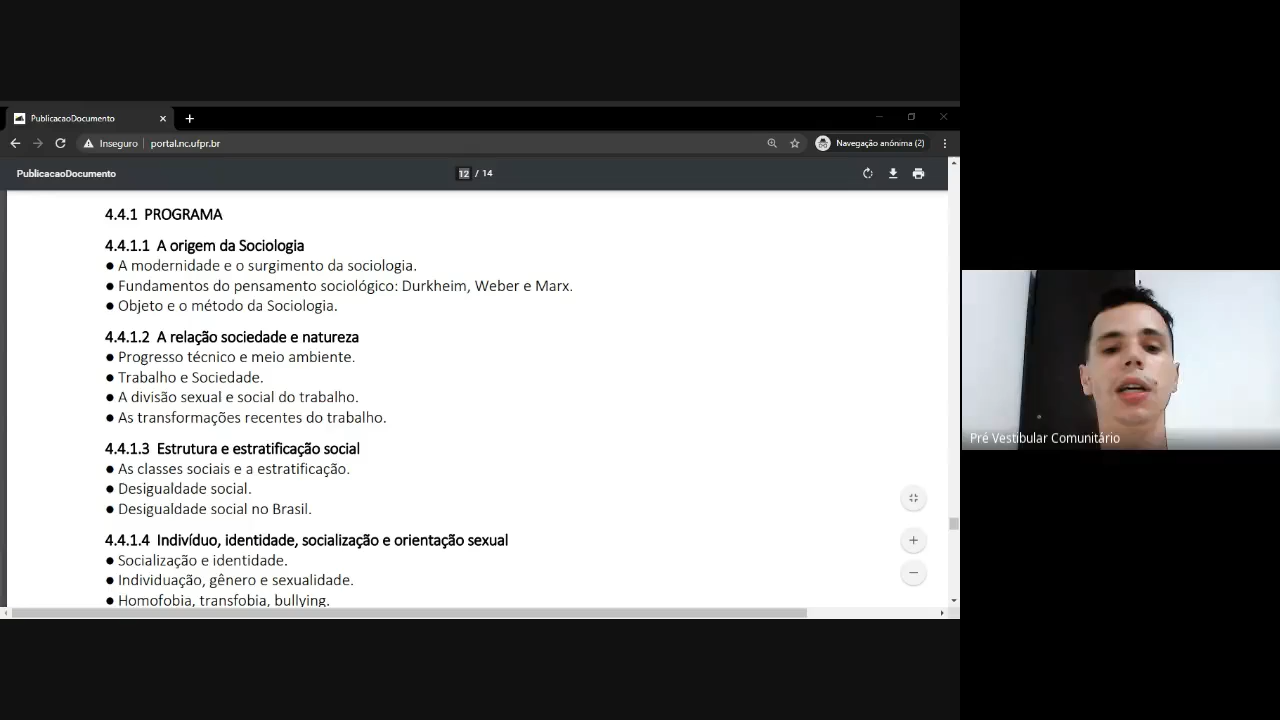 PublicacaoDocumento
Inseguro portal.nc.ufpr.br
Navegação anónima (2)
PublicacaoDocumento
12 / 14
4.4.1 PROGRAMA
4.4.1.1 A origem da Sociologia
● A modernidade e o surgimento da sociologia.
● Fundamentos do pensamento sociológico: Durkheim, Weber e Marx.
● Objeto e o método da Sociologia.
4.4.1.2 A relação sociedade e natureza
● Progresso técnico e meio ambiente.
● Trabalho e Sociedade.
● A divisão sexual e social do trabalho.
● As transformações recentes do trabalho.
4.4.1.3 Estrutura e estratificação social
● As classes sociais e a estratificação.
● Desigualdade social.
● Desigualdade social no Brasil.
4.4.1.4 Indivíduo, identidade, socialização e orientação sexual
● Socialização e identidade.
● Individuação, gênero e sexualidade.
● Homofobia, transfobia, bullying.
Pré Vestibular Comunitário